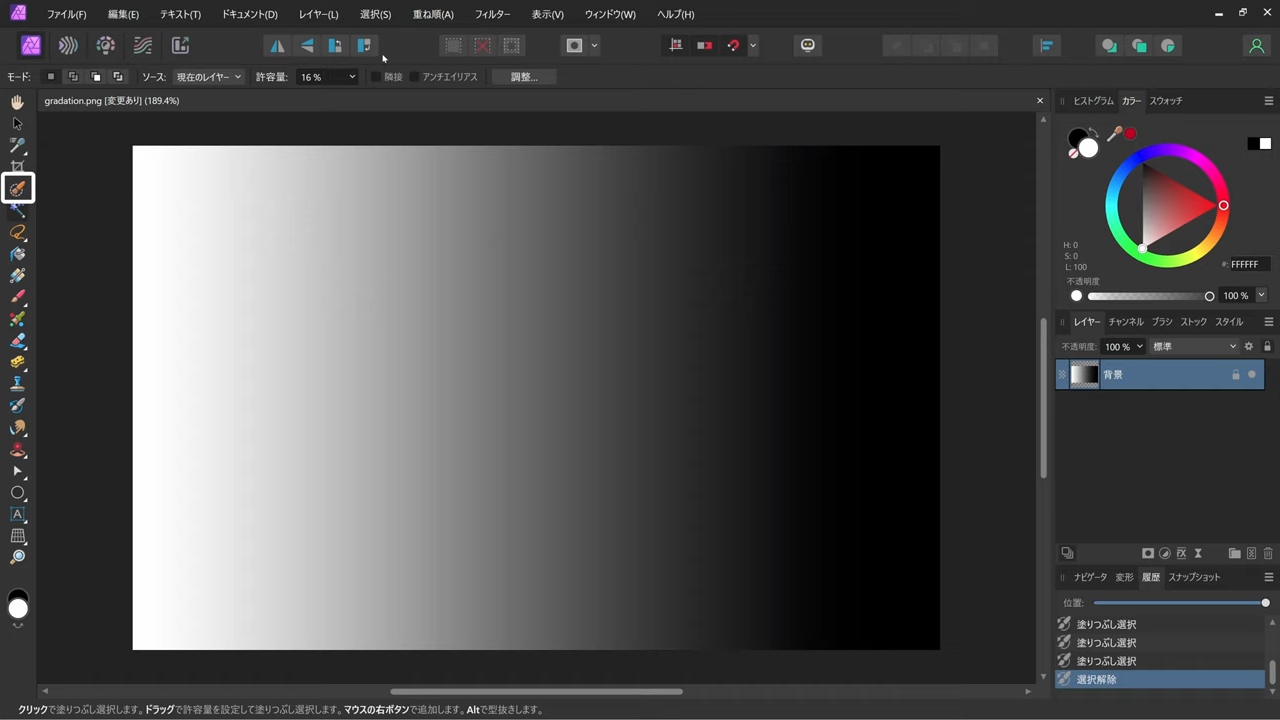 ファイル(F) 編集(E) テキスト(T) ドキュメント(D) レイヤー(L) 選択(S) 重ね順(A) フィルター 表示(V) ウィンドウ(W) ヘルプ(H)
モード: ソース: 現在のレイヤー 許容量: 16 % 隣接 アンチエイリアス 調整...
gradation.png [変更あり] (189.4%)
ヒストグラム カラー スウォッチ
H: 0
S: 0
L: 100
#: FFFFFF
不透明度
100 %
レイヤー チャンネル ブラシ ストック スタイル
不透明度: 100 % 標準
背景
ナビゲータ 変形 履歴 スナップショット
位置:
塗りつぶし選択
塗りつぶし選択
塗りつぶし選択
選択解除
クリックで塗りつぶし選択します。ドラッグで許容量を設定して塗りつぶし選択します。マウスの右ボタンで追加します。Altで型抜きします。